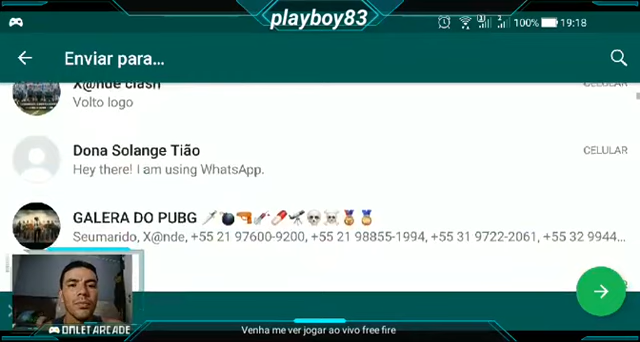 playboy83
100%
19:18
Enviar para...
X@nde clash
CELULAR
Volto logo
Dona Solange Tião
CELULAR
Hey there! I am using WhatsApp.
GALERA DO PUBG
Seumarido, X@nde, +55 21 97600-9200, +55 21 98855-1994, +55 31 9722-2061, +55 32 9944...
OMLET ARCADE
Venha me ver jogar ao vivo free fire